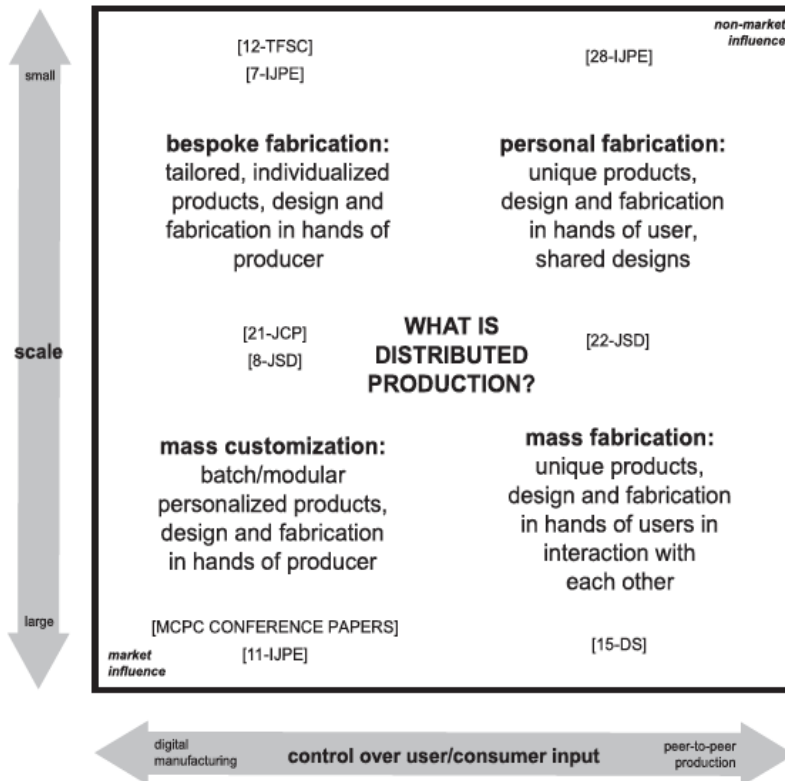 non-market
influence
small
[12-TFSC]
[7-IJPE]
[28-IJPE]
bespoke fabrication:
tailored, individualized
products, design and
fabrication in hands of
producer
personal fabrication:
unique products,
design and fabrication
in hands of user,
shared designs
scale
[21-JCP]
[8-JSD]
WHAT IS
DISTRIBUTED
PRODUCTION?
[22-JSD]
mass customization:
batch/modular
personalized products,
design and fabrication
in hands of producer
mass fabrication:
unique products,
design and fabrication
in hands of users in
interaction with
each other
large
[MCPC CONFERENCE PAPERS]
[11-IJPE]
[15-DS]
market
influence
digital
manufacturing
control over user/consumer input
peer-to-peer
production